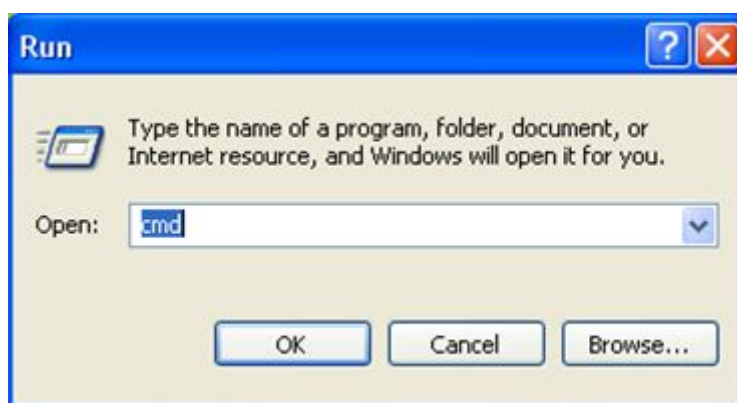 Run
Type the name of a program, folder, document, or
Internet resource, and Windows will open it for you.
Open: cmd
OK Cancel Browse...